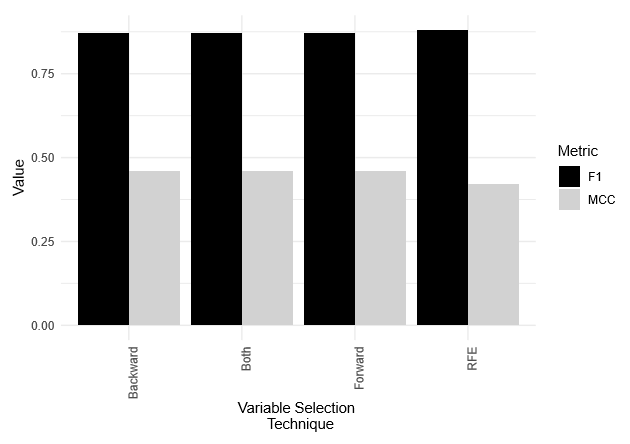 Value
0.75
0.50
0.25
0.00
Backward
Both
Forward
RFE
Variable Selection
Technique
Metric
F1
MCC